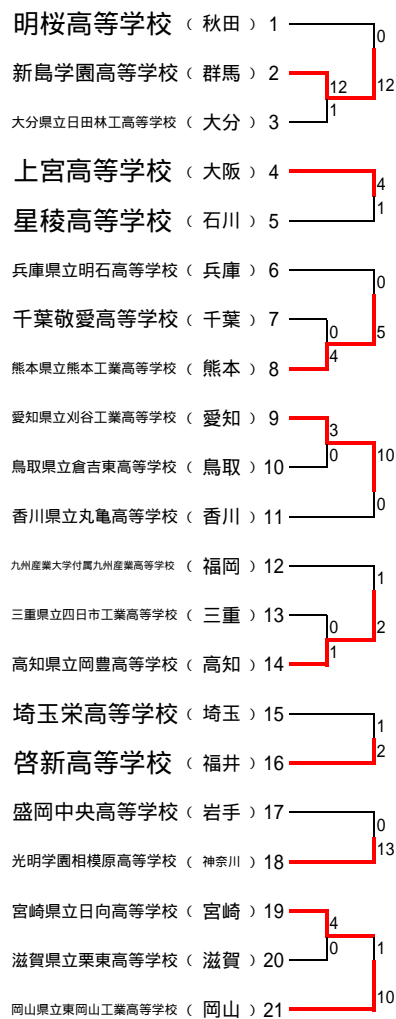 明桜高等学校 （ 秋田 ） 1
0
新島学園高等学校 （ 群馬 ） 2
12 12
1
大分県立日田林工高等学校 （ 大分 ） 3
上宮高等学校 （ 大阪 ） 4
4
1
星稜高等学校 （ 石川 ） 5
兵庫県立明石高等学校 （ 兵庫 ） 6
0
千葉敬愛高等学校 （ 千葉 ） 7
0 5
4
熊本県立熊本工業高等学校 （ 熊本 ） 8
愛知県立刈谷工業高等学校 （ 愛知 ） 9
3
0 10
鳥取県立倉吉東高等学校 （ 鳥取 ） 10
0
香川県立丸亀高等学校 （ 香川 ） 11
九州産業大学付属九州産業高等学校 （ 福岡 ） 12
1
三重県立四日市工業高等学校 （ 三重 ） 13
0 2
1
高知県立岡豊高等学校 （ 高知 ） 14
埼玉栄高等学校 （ 埼玉 ） 15
1
2
啓新高等学校 （ 福井 ） 16
盛岡中央高等学校 （ 岩手 ） 17
0
13
光明学園相模原高等学校 （ 神奈川 ） 18
宮崎県立日向高等学校 （ 宮崎 ） 19
4
0 1
滋賀県立栗東高等学校 （ 滋賀 ） 20
10
岡山県立東岡山工業高等学校 （ 岡山 ） 21